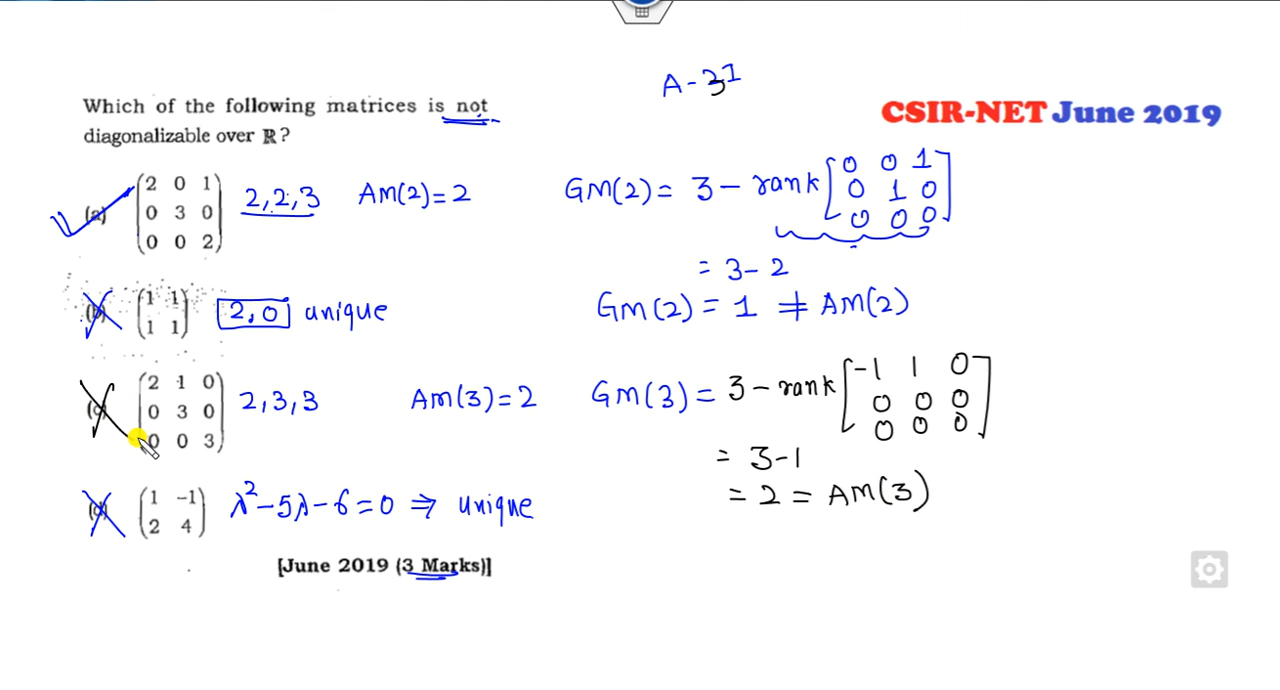 A - 3I
Which of the following matrices is not
diagonalizable over ℝ?
CSIR-NET June 2019
(a) (2 0 1
0 3 0
0 0 2)
2,2,3 AM(2) = 2
GM(2) = 3 - rank [0 0 1
0 1 0
0 0 0]
= 3 - 2
GM(2) = 1 ≠ AM(2)
(b) (1 1
1 1)
2,0 unique
(c) (2 1 0
0 3 0
0 0 3)
2,3,3 AM(3) = 2
GM(3) = 3 - rank [-1 1 0
0 0 0
0 0 0]
= 3-1
= 2 = AM(3)
(d) (1 -1
2 4)
λ² - 5λ - 6 = 0 ⇒ unique
[June 2019 (3 Marks)]